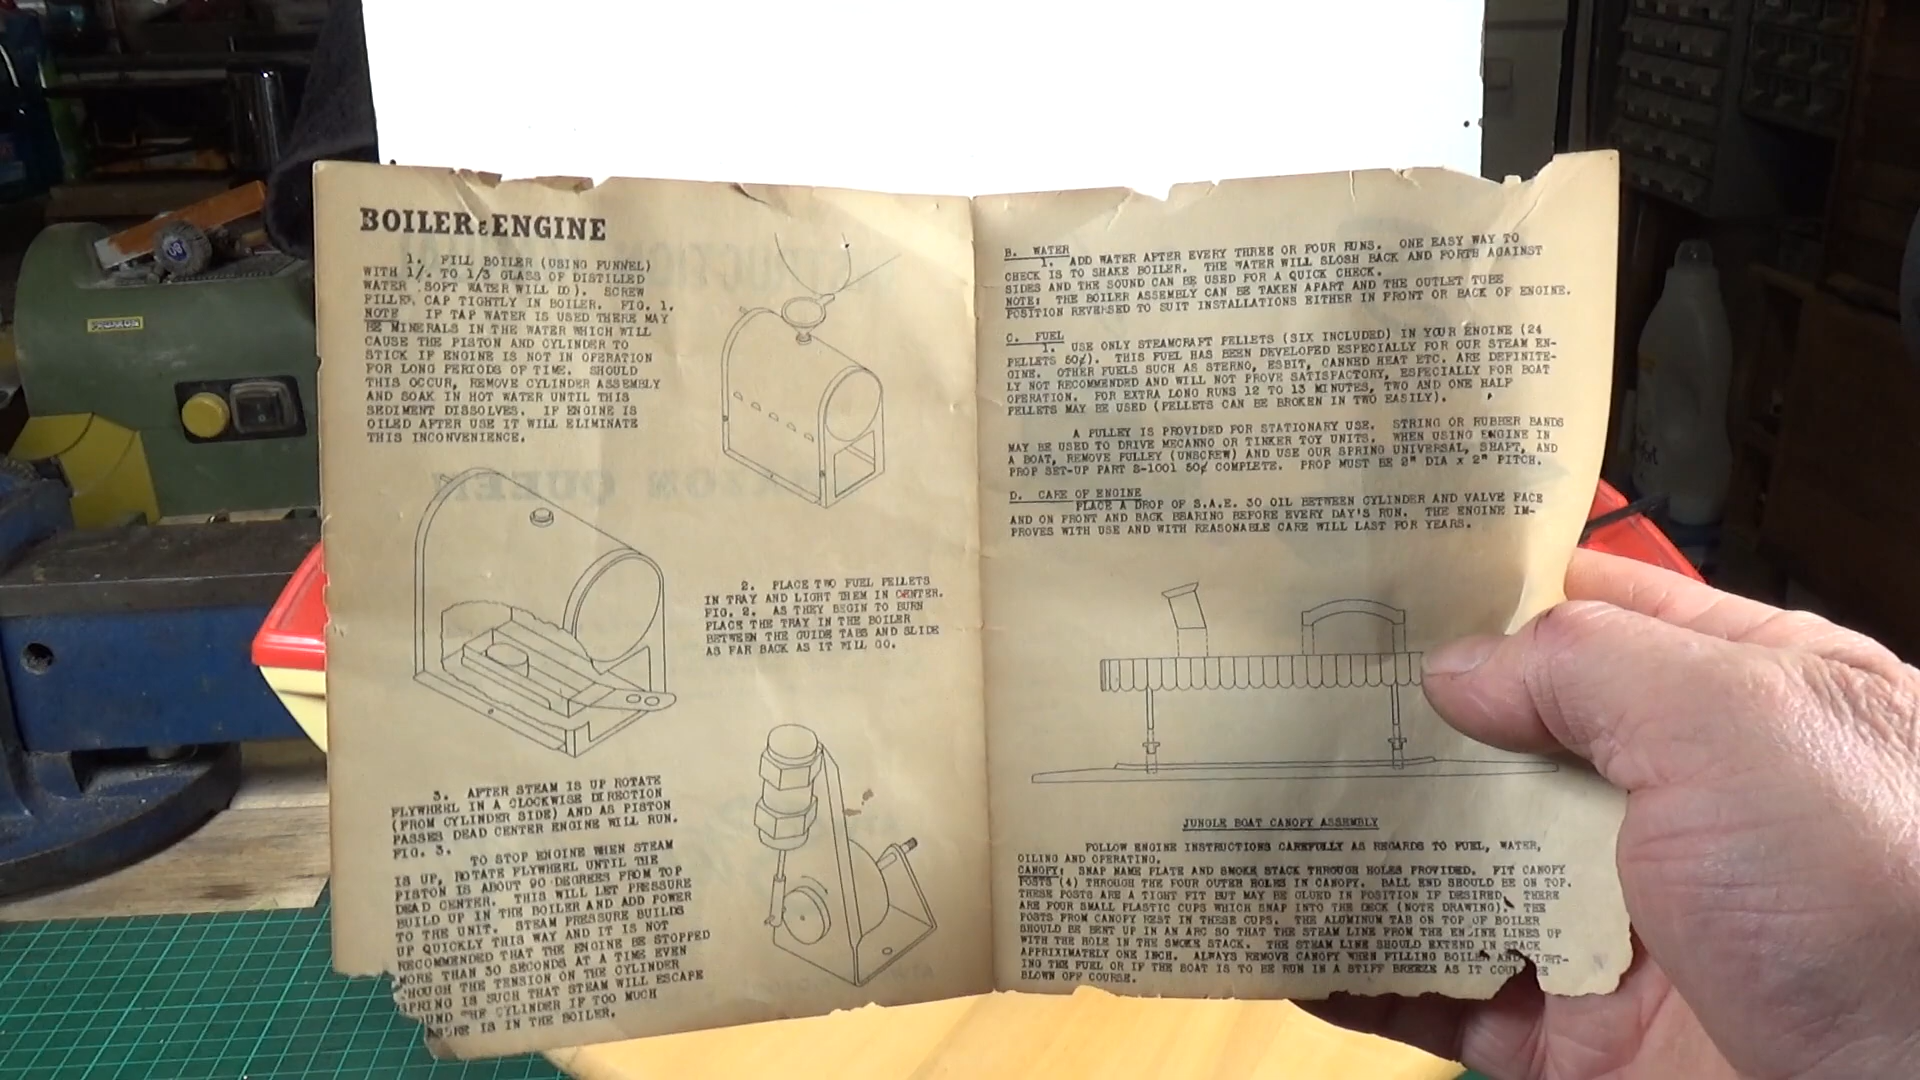 BOILER & ENGINE
1. FILL BOILER (USING FUNNEL)
WITH TO 1/3 GLASS OF DISTILLED
WATER SOFT WATER WILL DO). SCREW
FILLER CAP TIGHTLY IN BOILER. FIG. 1.
NOTE IF TAP WATER IS USED THERE MAY
BE MINERALS IN THE WATER WHICH WILL
CAUSE THE PISTON AND CYLINDER TO
STICK IF ENGINE IS NOT IN OPERATION
FOR LONG PERIODS OF TIME. SHOULD
THIS OCCUR, REMOVE CYLINDER ASSEMBLY
AND SOAK IN HOT WATER UNTIL THIS
SEDIMENT DISSOLVES. IF ENGINE IS
OILED AFTER USE IT WILL ELIMINATE
THIS INCONVENIENCE.
2. PLACE TWO FUEL PELLETS
IN TRAY AND LIGHT THEM IN CENTER.
FIG. 2. AS THEY BEGIN TO BURN
PLACE THE TRAY IN THE BOILER
BETWEEN THE GUIDE TABS AND SLIDE
AS FAR BACK AS IT WILL GO.
3. AFTER STEAM IS UP ROTATE
FLYWHEEL IN A CLOCKWISE DIRECTION
(FROM CYLINDER SIDE) AND AS PISTON
PASSES DEAD CENTER ENGINE WILL RUN.
FIG. 3.
TO STOP ENGINE WHEN STEAM
IS UP, ROTATE FLYWHEEL UNTIL THE
PISTON IS ABOUT 90 DEGREES FROM TOP
DEAD CENTER. THIS WILL LET PRESSURE
BUILD UP IN THE BOILER AND ADD POWER
TO THE UNIT. STEAM PRESSURE BUILDS
UP QUICKLY THIS WAY AND IT IS NOT
RECOMMENDED THAT THE ENGINE BE STOPPED
MORE THAN 30 SECONDS AT A TIME EVEN
HOUGH THE TENSION ON THE CYLINDER
SPRING IS SUCH THAT STEAM WILL ESCAPE
OUND THE CYLINDER IF TOO MUCH
IS IN THE BOILER.
B. WATER
1. ADD WATER AFTER EVERY THREE OR FOUR RUNS. ONE EASY WAY TO
CHECK IS TO SHAKE BOILER. THE WATER WILL SLOSH BACK AND FORTH AGAINST
SIDES AND THE SOUND CAN BE USED FOR A QUICK CHECK.
NOTE: THE BOILER ASSEMBLY CAN BE TAKEN APART AND THE OUTLET TUBE
POSITION REVERSED TO SUIT INSTALLATIONS EITHER IN FRONT OR BACK OF ENGINE.
C. FUEL
1. USE ONLY STEAMCRAFT PELLETS (SIX INCLUDED) IN YOUR ENGINE (24
PELLETS 50¢). THIS FUEL HAS BEEN DEVELOPED ESPECIALLY FOR OUR STEAM EN-
GINE. OTHER FUELS SUCH AS STERNO, ESBIT, CANNED HEAT ETC. ARE DEFINITE-
LY NOT RECOMMENDED AND WILL NOT PROVE SATISFACTORY, ESPECIALLY FOR BOAT
OPERATION. FOR EXTRA LONG RUNS 12 TO 13 MINUTES, TWO AND ONE HALF
PELLETS MAY BE USED (PELLETS CAN BE BROKEN IN TWO EASILY).
A PULLEY IS PROVIDED FOR STATIONARY USE. STRING OR RUBBER BANDS
MAY BE USED TO DRIVE MECANNO OR TINKER TOY UNITS. WHEN USING ENGINE IN
A BOAT, REMOVE PULLEY (UNSCREW) AND USE OUR SPRING UNIVERSAL, SHAFT, AND
PROP SET-UP PART S-1001 50¢ COMPLETE. PROP MUST BE 2" DIA x 2" PITCH.
D. CARE OF ENGINE
PLACE A DROP OF S.A.E. 30 OIL BETWEEN CYLINDER AND VALVE FACE
AND ON FRONT AND BACK BEARING BEFORE EVERY DAY'S RUN. THE ENGINE IM-
PROVES WITH USE AND WITH REASONABLE CARE WILL LAST FOR YEARS.
JUNGLE BOAT CANOPY ASSEMBLY
FOLLOW ENGINE INSTRUCTIONS CAREFULLY AS REGARDS TO FUEL, WATER,
OILING AND OPERATING.
CANOPY: SNAP NAME PLATE AND SMOKE STACK THROUGH HOLES PROVIDED. FIT CANOPY
POSTS (4) THROUGH THE FOUR OUTER HOLES IN CANOPY. BALL END SHOULD BE ON TOP.
THESE POSTS ARE A TIGHT FIT BUT MAY BE GLUED IN POSITION IF DESIRED. THERE
ARE FOUR SMALL PLASTIC CUPS WHICH SNAP INTO THE DECK (NOTE DRAWING). THE
POSTS FROM CANOPY REST IN THESE CUPS. THE ALUMINUM TAB ON TOP OF BOILER
SHOULD BE BENT UP IN AN ARC SO THAT THE STEAM LINE FROM THE ENGINE LINES UP
WITH THE HOLE IN THE SMOKE STACK. THE STEAM LINE SHOULD EXTEND IN STACK
APPRIXIMATELY ONE INCH. ALWAYS REMOVE CANOPY WHEN FILLING BOILER AND LIGHT-
ING THE FUEL OR IF THE BOAT IS TO BE RUN IN A STIFF BREEZE AS IT BE
BLOWN OFF COURSE.